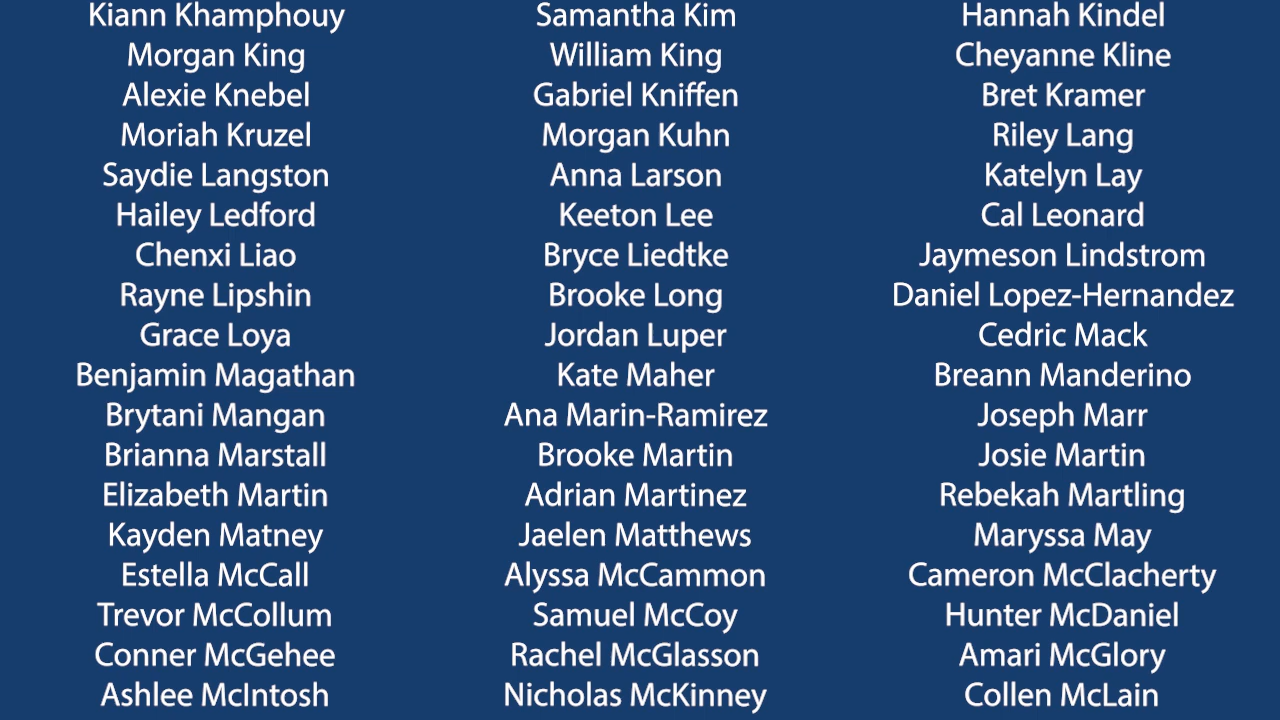 Kiann Khamphouy Samantha Kim Hannah Kindel
Morgan King William King Cheyanne Kline
Alexie Knebel Gabriel Kniffen Bret Kramer
Moriah Kruzel Morgan Kuhn Riley Lang
Saydie Langston Anna Larson Katelyn Lay
Hailey Ledford Keeton Lee Cal Leonard
Chenxi Liao Bryce Liedtke Jaymeson Lindstrom
Rayne Lipshin Brooke Long Daniel Lopez-Hernandez
Grace Loya Jordan Luper Cedric Mack
Benjamin Magathan Kate Maher Breann Manderino
Brytani Mangan Ana Marin-Ramirez Joseph Marr
Brianna Marstall Brooke Martin Josie Martin
Elizabeth Martin Adrian Martinez Rebekah Martling
Kayden Matney Jaelen Matthews Maryssa May
Estella McCall Alyssa McCammon Cameron McClacherty
Trevor McCollum Samuel McCoy Hunter McDaniel
Conner McGehee Rachel McGlasson Amari McGlory
Ashlee McIntosh Nicholas McKinney Collen McLain